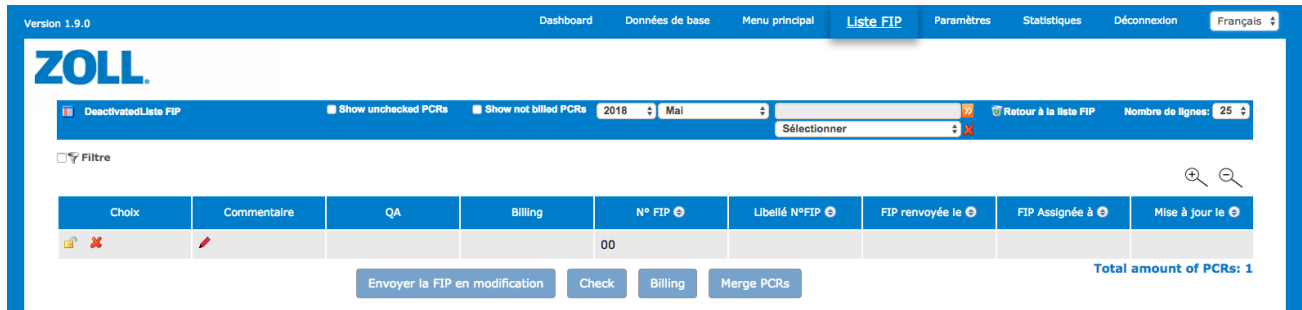 Version 1.9.0 Dashboard Données de base Menu principal Liste FIP Paramètres Statistiques Déconnexion Français
ZOLL.
DeactivatedListe FIP Show unchecked PCRs Show not billed PCRs 2018 Mai Retour à la liste FIP Nombre de lignes: 25
Sélectionner
Filtre
Choix Commentaire QA Billing N° FIP Libellé N°FIP FIP renvoyée le FIP Assignée à Mise à jour le
00
Total amount of PCRs: 1
Envoyer la FIP en modification Check Billing Merge PCRs